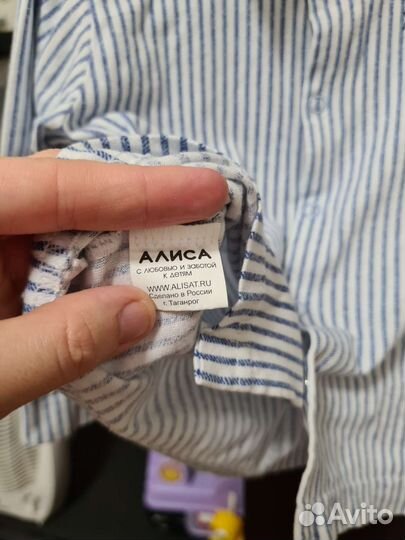 АЛИСА
С ЛЮБОВЬЮ И ЗАБОТОЙ
К ДЕТЯМ
WWW.ALISAT.RU
Сделано в России
г. Таганрог
Avito